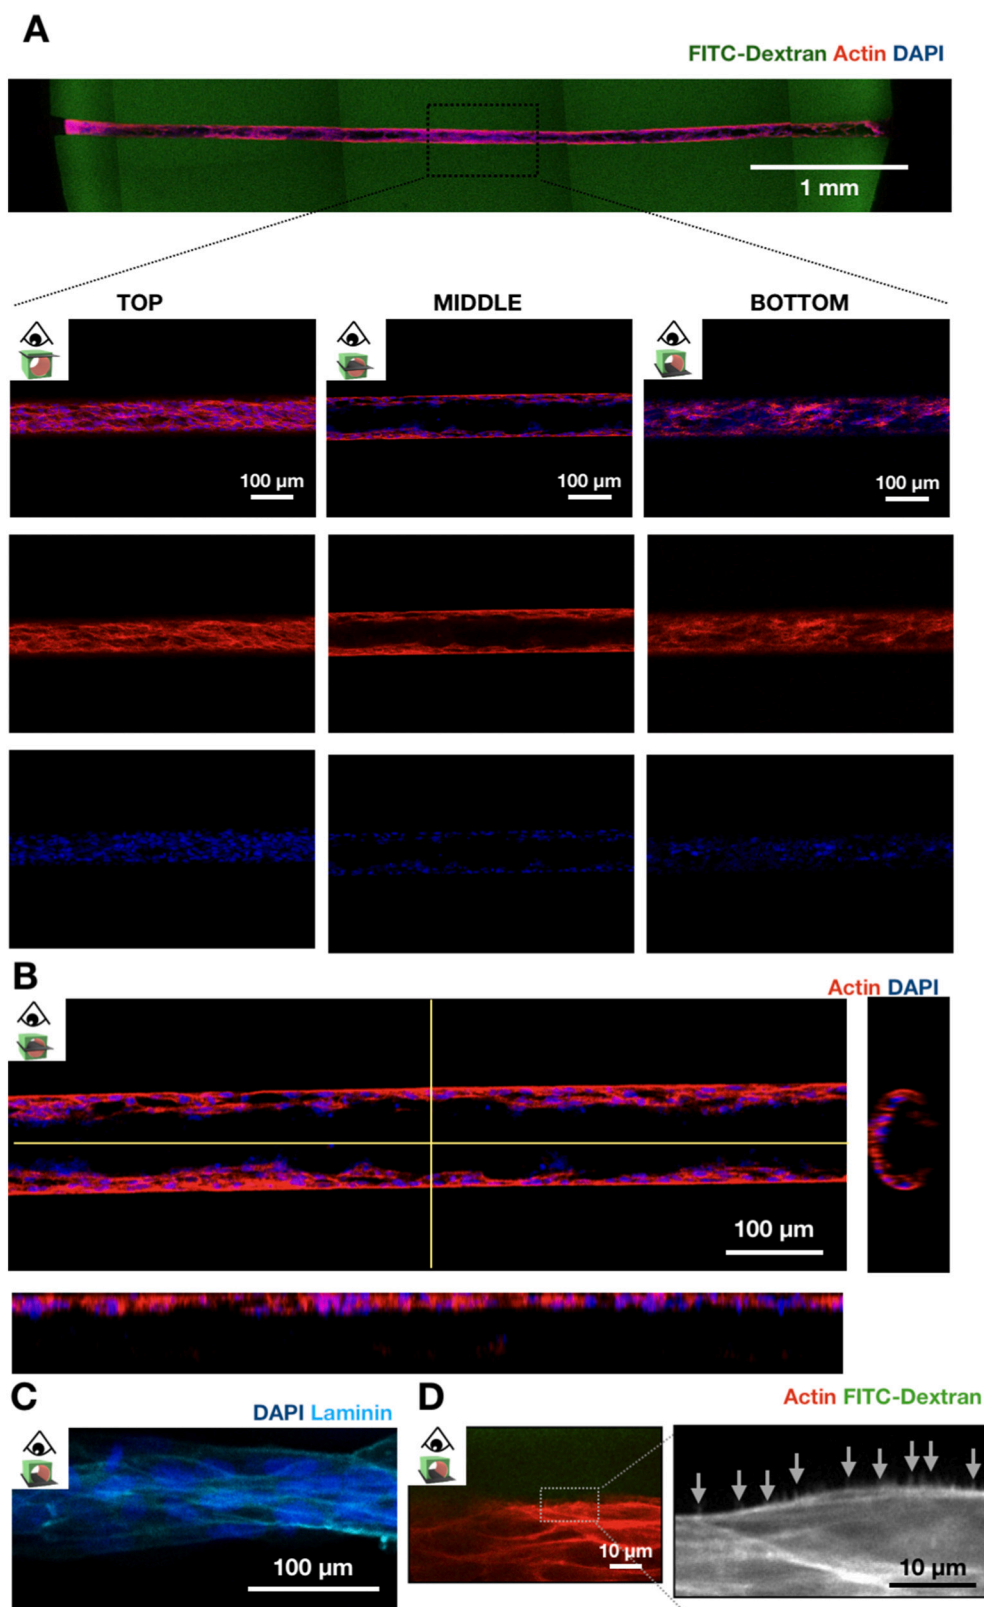 A
FITC-Dextran Actin DAPI
1 mm
TOP MIDDLE BOTTOM
100 µm 100 µm 100 µm
B
Actin DAPI
100 µm
C
DAPI Laminin
100 µm
D
Actin FITC-Dextran
10 µm
10 µm